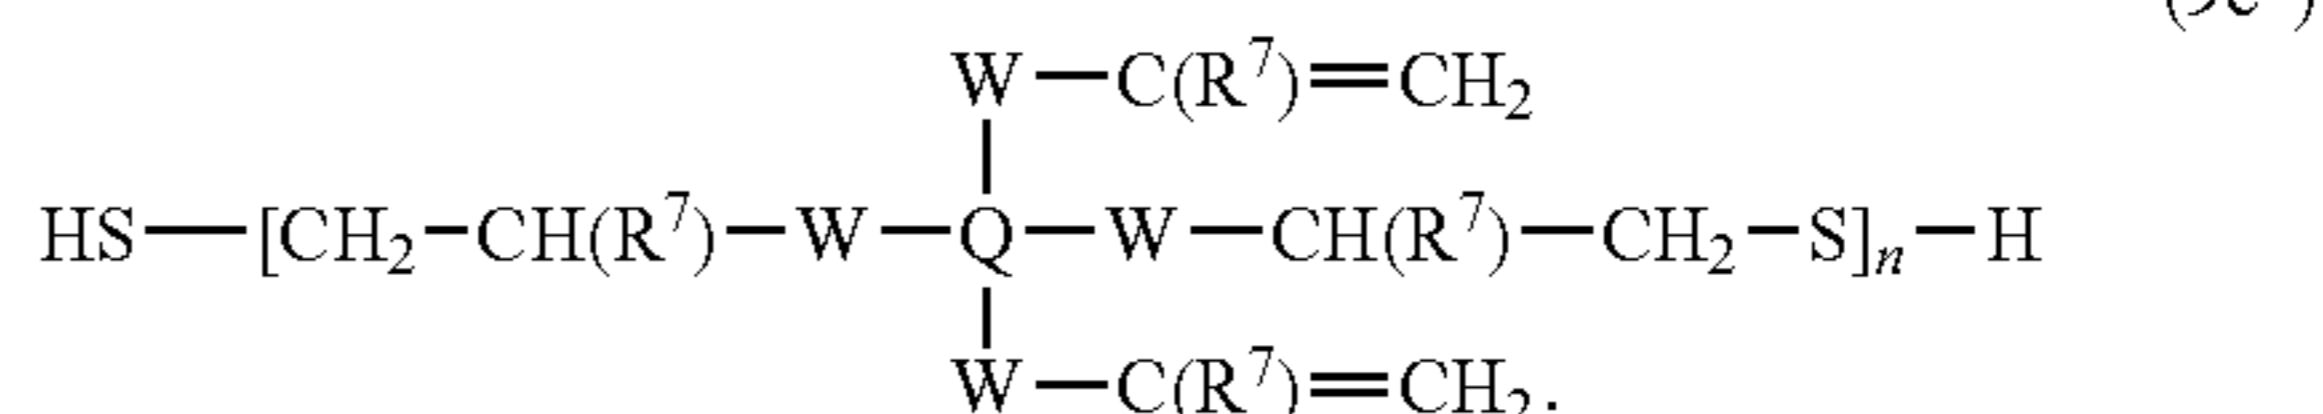 W—C(R⁷)=CH₂
HS—[CH₂—CH(R⁷)—W—Q—W—CH(R⁷)—CH₂—S]ₙ—H
W—C(R⁷)=CH₂.